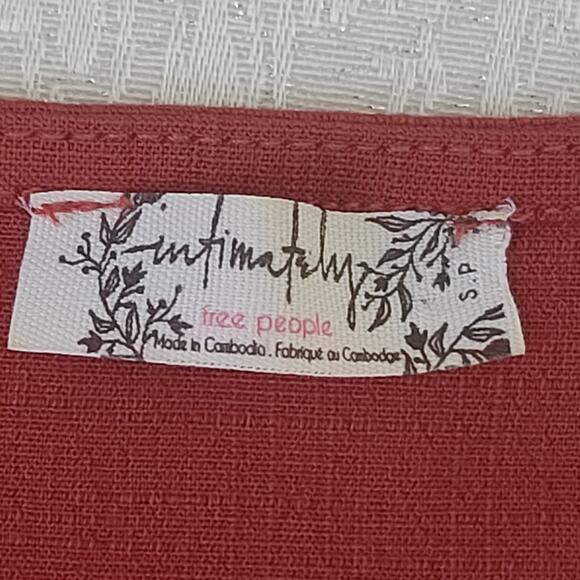 intimately
free people
Made in Cambodia . Fabriqué au Cambodge
S.P